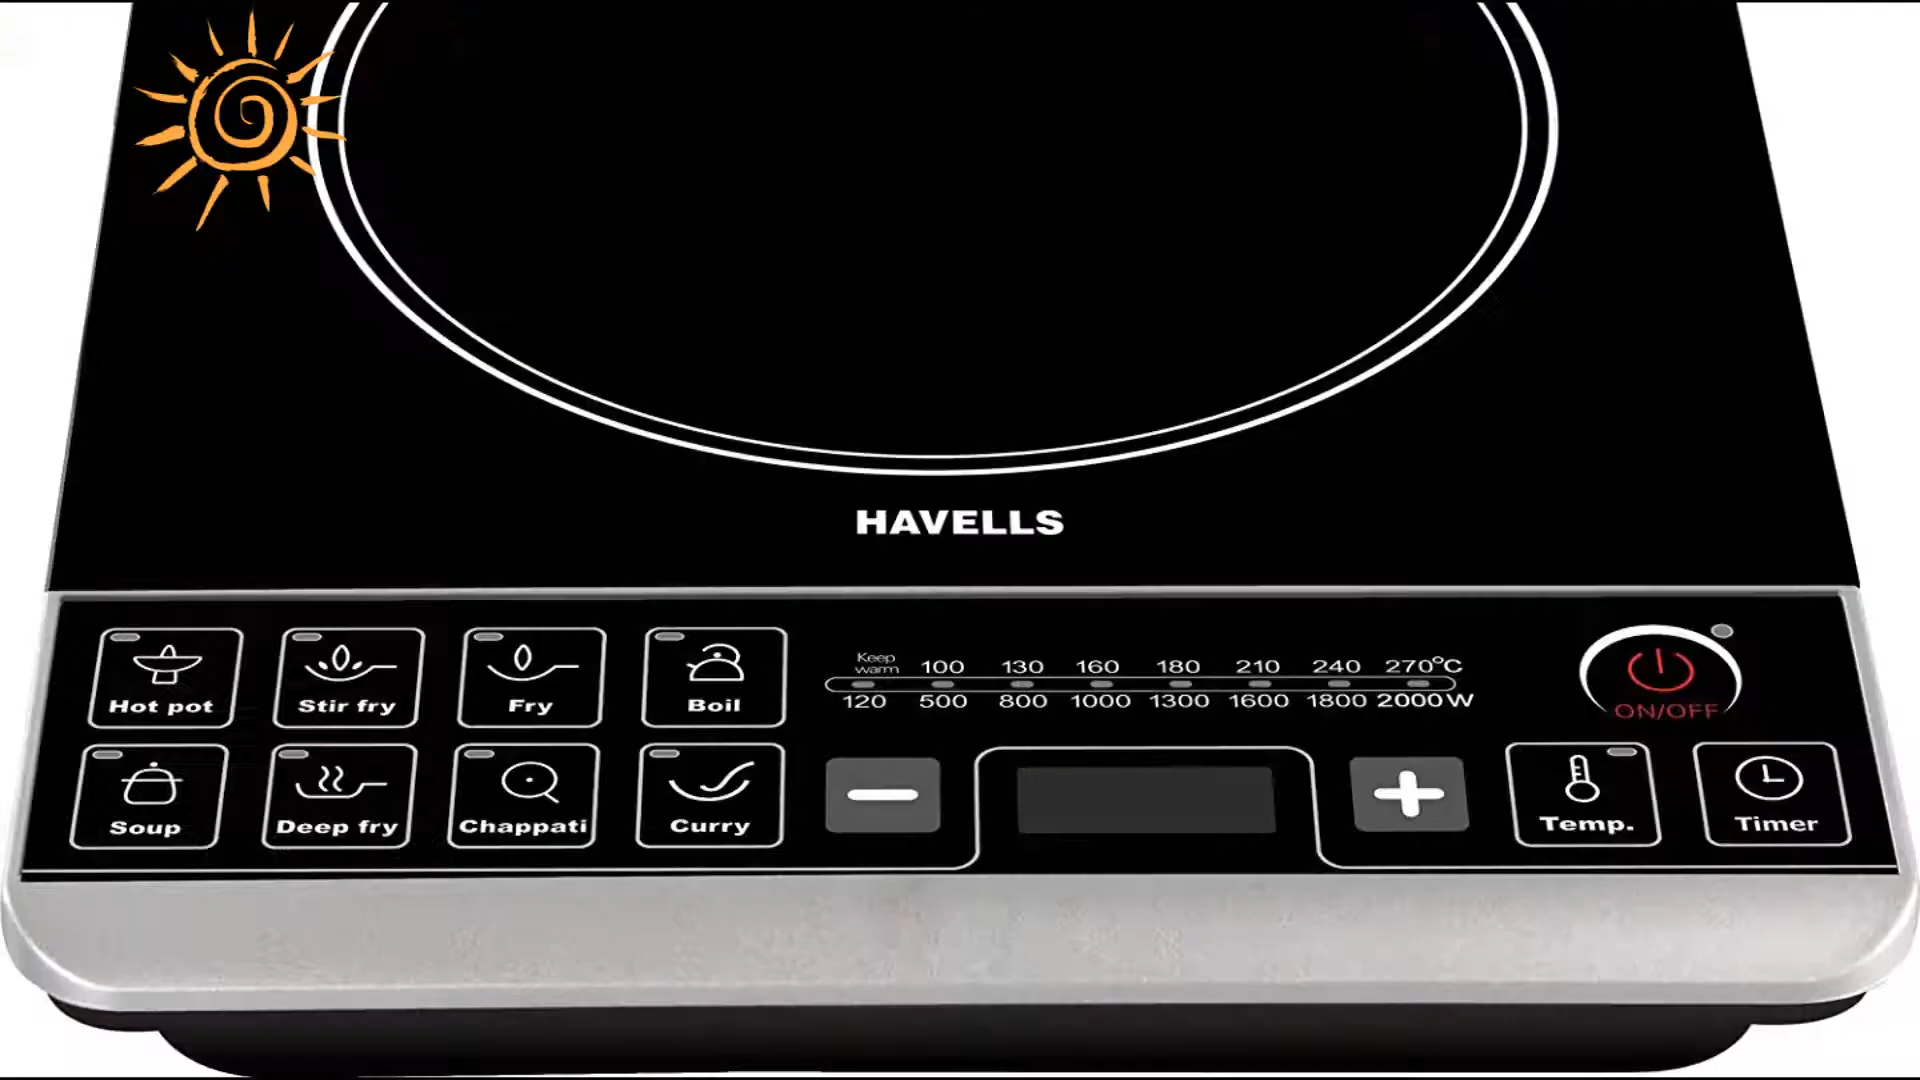 HAVELLS
Hot pot
Stir fry
Fry
Boil
Keep
warm 100 130 160 180 210 240 270°C
120 500 800 1000 1300 1600 1800 2000W
ON/OFF
Soup
Deep fry
Chappati
Curry
−
+
Temp.
Timer